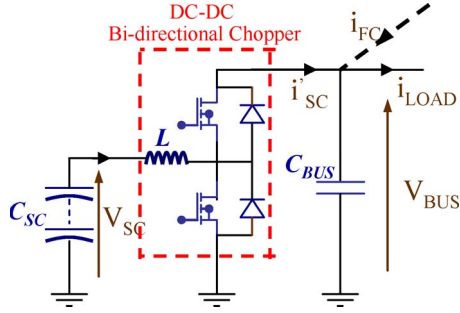 DC-DC
Bi-directional Chopper
i_FC
i'_SC
i_LOAD
L
C_SC
V_SC
C_BUS
V_BUS